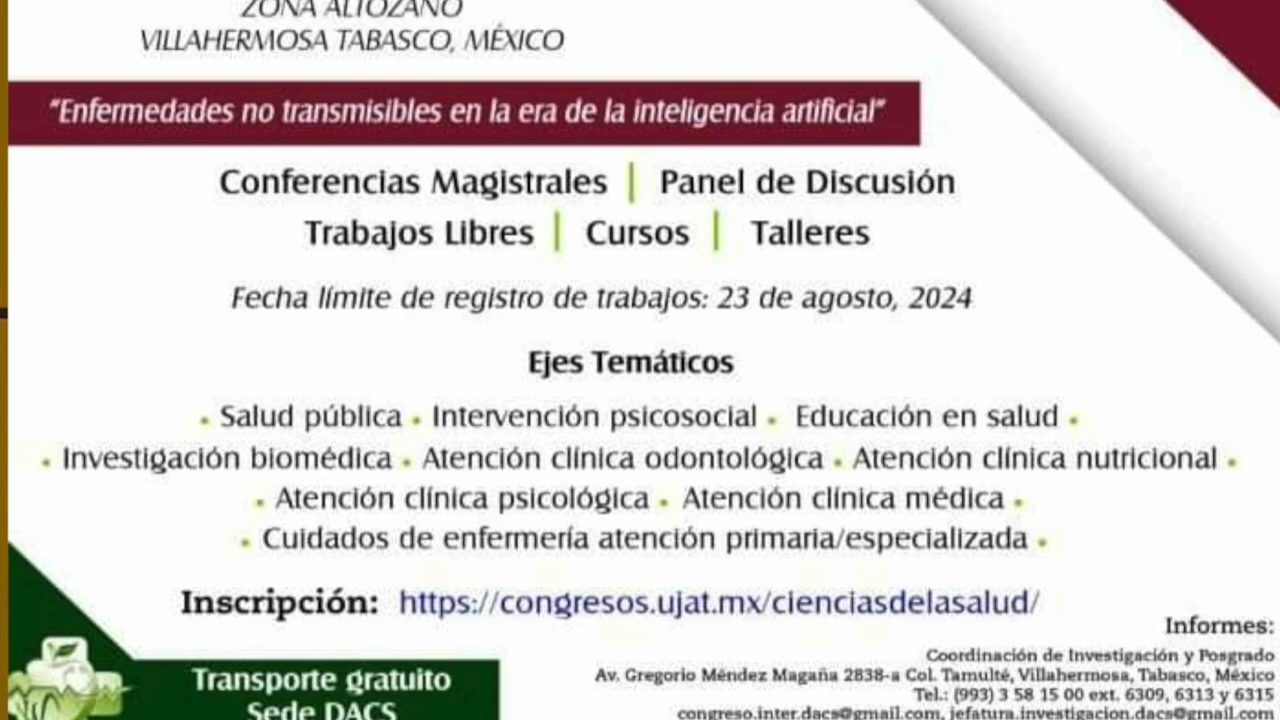 ZONA ALTOZANO
VILLAHERMOSA TABASCO, MÉXICO
"Enfermedades no transmisibles en la era de la inteligencia artificial"
Conferencias Magistrales | Panel de Discusión
Trabajos Libres | Cursos | Talleres
Fecha límite de registro de trabajos: 23 de agosto, 2024
Ejes Temáticos
• Salud pública • Intervención psicosocial • Educación en salud •
• Investigación biomédica • Atención clínica odontológica • Atención clínica nutricional •
• Atención clínica psicológica • Atención clínica médica •
• Cuidados de enfermería atención primaria/especializada •
Inscripción: https://congresos.ujat.mx/cienciasdelasalud/
Informes:
Coordinación de Investigación y Posgrado
Av. Gregorio Méndez Magaña 2838-a Col. Tamulté, Villahermosa, Tabasco, México
Tel.: (993) 3 58 15 00 ext. 6309, 6313 y 6315
congreso.inter.dacs@gmail.com, jefatura.investigacion.dacs@gmail.com
Transporte gratuito
Sede DACS